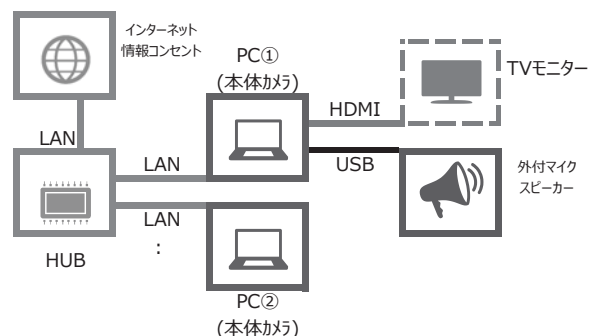 インターネット
情報コンセント
PC①
(本体ｶﾒﾗ)
TVモニター
HDMI
LAN
LAN
USB
外付マイク
スピーカー
LAN
:
HUB
PC②
(本体ｶﾒﾗ)